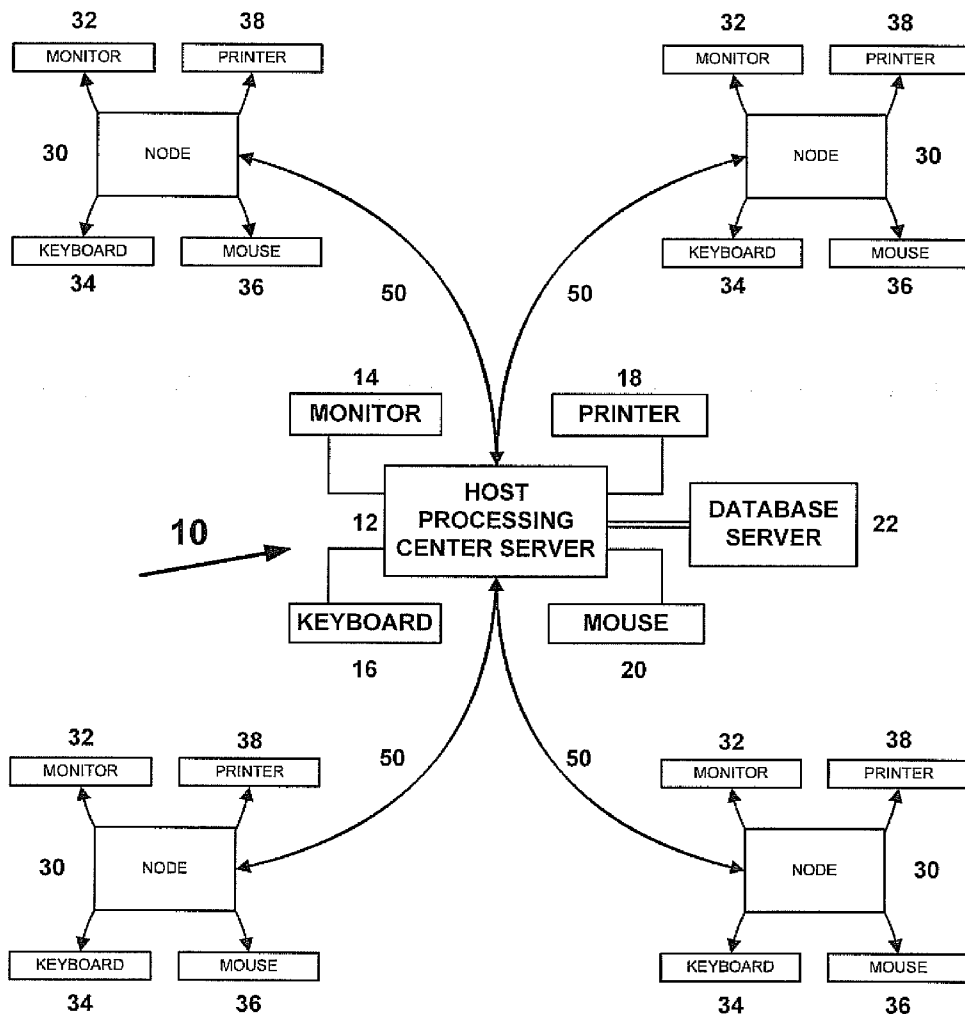 32 38 32 38
MONITOR PRINTER MONITOR PRINTER
30 NODE NODE 30
KEYBOARD MOUSE KEYBOARD MOUSE
34 36 34 36
50 50
14 18
MONITOR PRINTER
HOST
PROCESSING
CENTER SERVER
12
DATABASE
SERVER
22
10
KEYBOARD MOUSE
16 20
50 50
32 38 32 38
MONITOR PRINTER MONITOR PRINTER
30 NODE NODE 30
KEYBOARD MOUSE KEYBOARD MOUSE
34 36 34 36